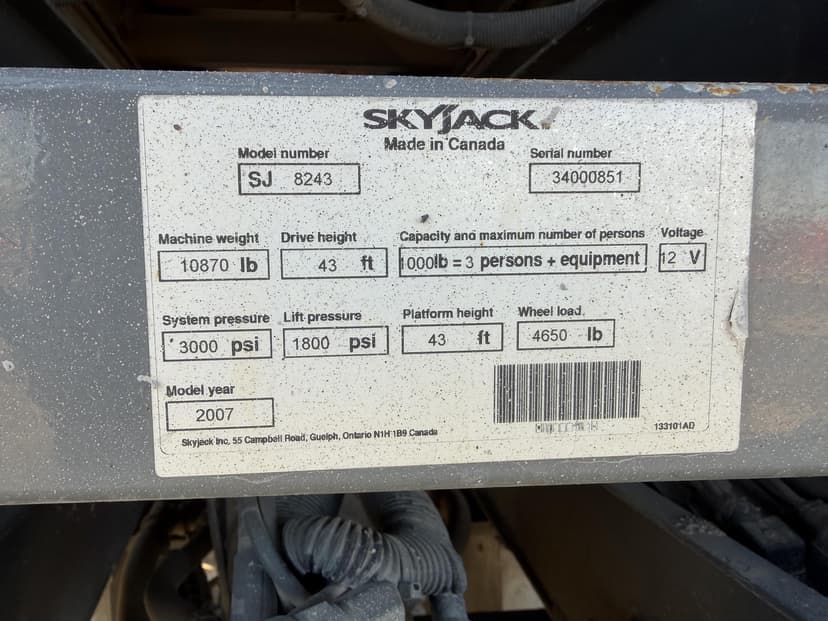 SKYJACK
Made in Canada
Model number Serial number
SJ 8243 34000851
Machine weight Drive height Capacity and maximum number of persons Voltage
10870 lb 43 ft 1000lb = 3 persons + equipment 12 V
System pressure Lift pressure Platform height Wheel load
3000 psi 1800 psi 43 ft 4650 lb
Model year
2007
Skyjack Inc, 55 Campbell Road, Guelph, Ontario N1H 1B9 Canada
133101AD